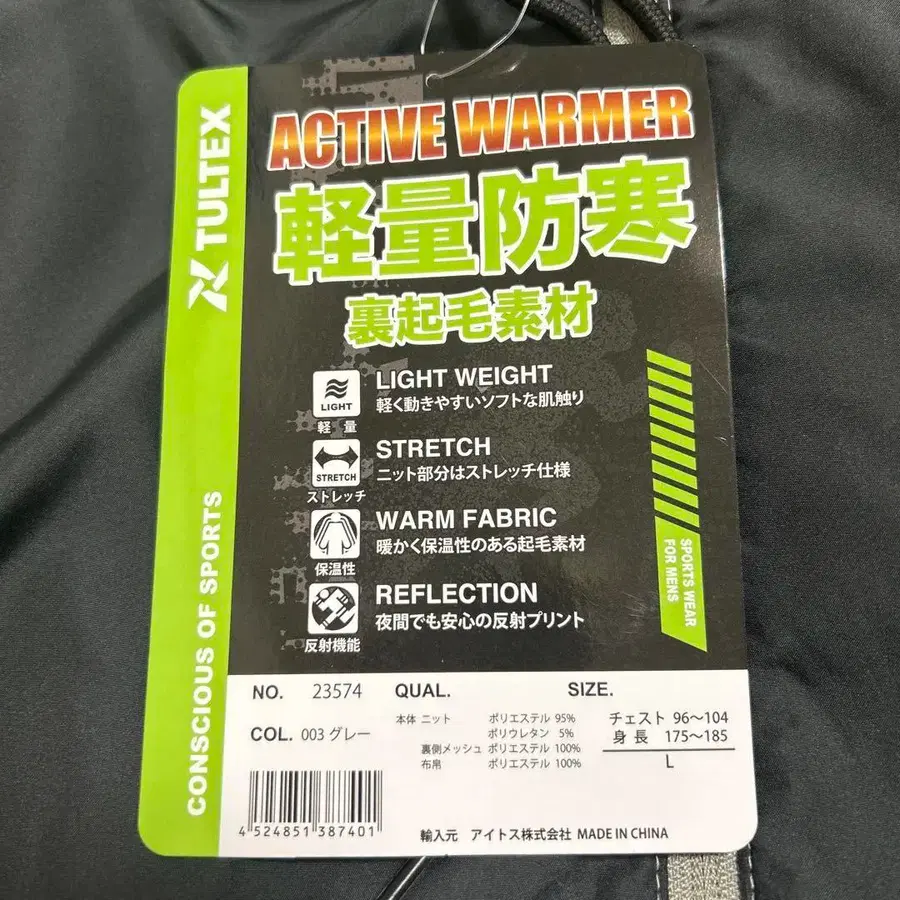 TULTEX
CONSCIOUS OF SPORTS
ACTIVE WARMER
軽量防寒
裏起毛素材
LIGHT
軽量
LIGHT WEIGHT
軽く動きやすいソフトな肌触り
STRETCH
ストレッチ
STRETCH
ニット部分はストレッチ仕様
保温性
WARM FABRIC
暖かく保温性のある起毛素材
反射機能
REFLECTION
夜間でも安心の反射プリント
SPORTS WEAR
FOR MENS
NO. 23574
COL. 003 グレー
4 524851 387401
QUAL.
本体 ニット ポリエステル 95%
ポリウレタン 5%
裏側メッシュ ポリエステル 100%
布帛 ポリエステル 100%
SIZE.
チェスト 96～104
身長 175～185
L
輸入元 アイトス株式会社 MADE IN CHINA